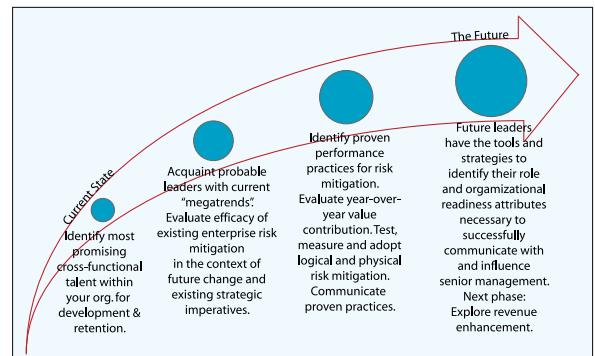 Current State
Identify most
promising
cross-functional
talent within
your org. for
development &
retention.
Acquaint probable
leaders with current
“megatrends”.
Evaluate efficacy of
existing enterprise risk
mitigation
in the context of
future change and
existing strategic
imperatives.
Identify proven
performance
practices for risk
mitigation.
Evaluate year-over-
year value
contribution. Test,
measure and adopt
logical and physical
risk mitigation.
Communicate
proven practices.
The Future
Future leaders
have the tools and
strategies to
identify their role
and organizational
readiness attributes
necessary to
successfully
communicate with
and influence
senior management.
Next phase:
Explore revenue
enhancement.